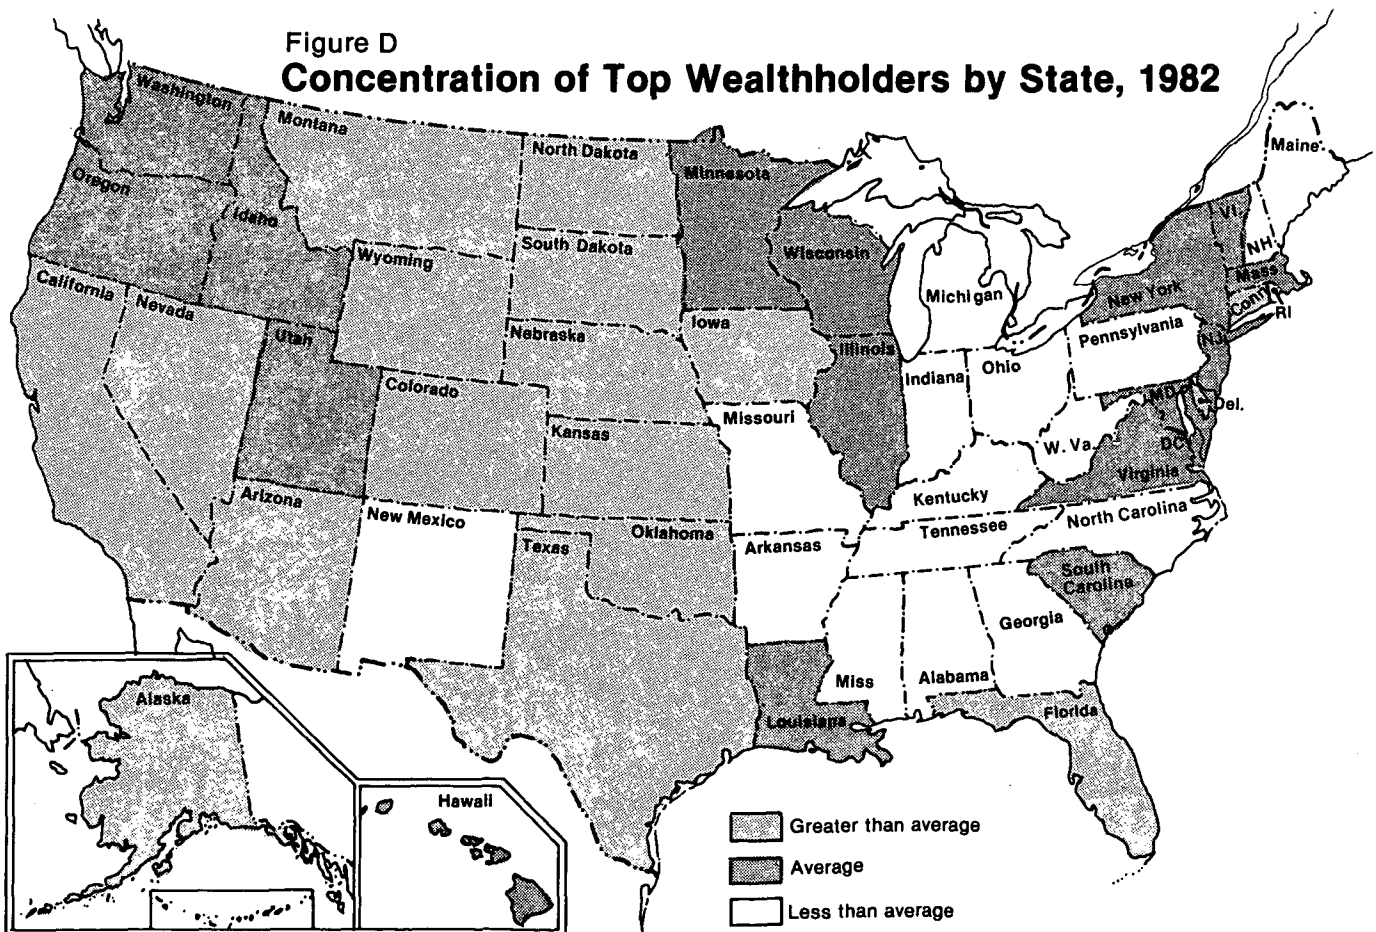 Figure D
Concentration of Top Wealthholders by State, 1982
Washington
Montana
North Dakota
Minnesota
Maine
Oregon
Idaho
South Dakota
Wisconsin
Vt.
NH
Wyoming
California
Nevada
Michigan
New York
Mass
Conn
RI
Utah
Nebraska
Iowa
Illinois
Pennsylvania
NJ
Colorado
Indiana
Ohio
MD
Del.
Missouri
Kansas
W. Va.
DC
Virginia
Arizona
New Mexico
Kentucky
Oklahoma
Texas
Arkansas
Tennessee
North Carolina
South
Carolina
Georgia
Miss
Alabama
Alaska
Louisiana
Florida
Hawaii
Greater than average
Average
Less than average